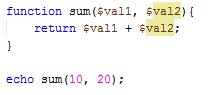 function sum($val1, $val2){
return $val1 + $val2;
}
echo sum(10, 20);